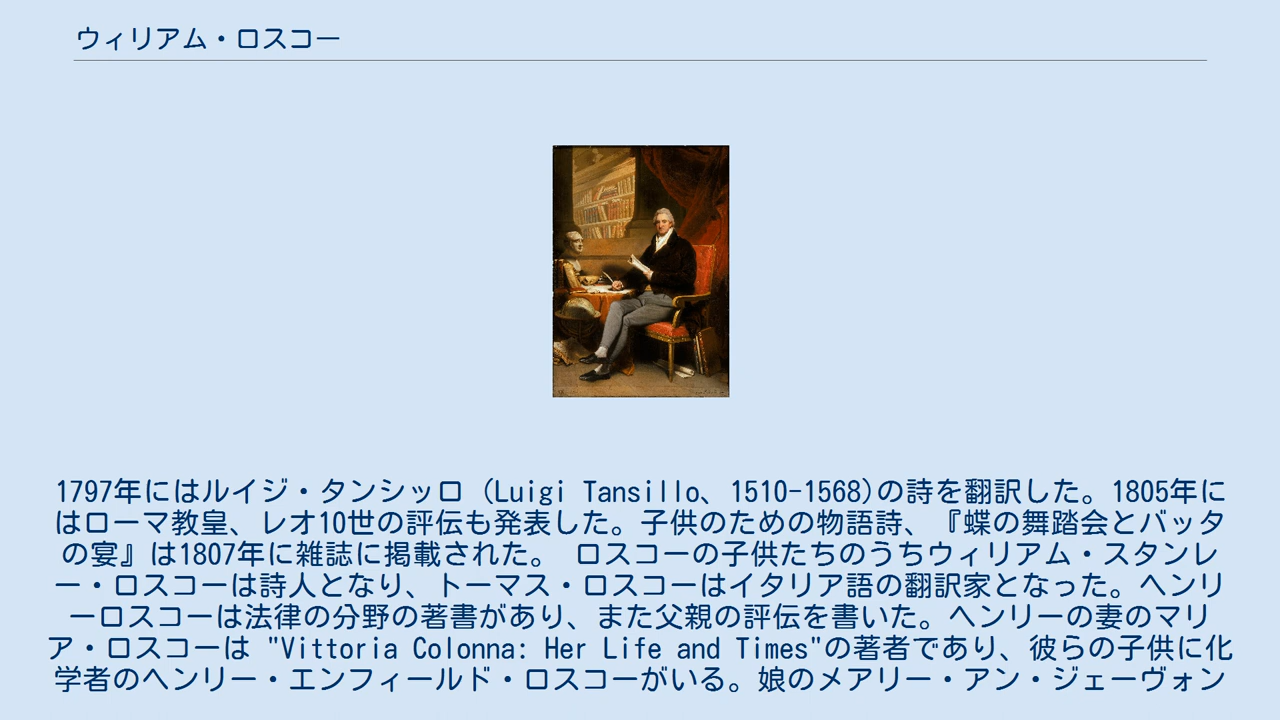 ウィリアム・ロスコー
1797年にはルイジ・タンシッロ (Luigi Tansillo、1510-1568)の詩を翻訳した。1805年に
はローマ教皇、レオ10世の評伝も発表した。子供のための物語詩、『蝶の舞踏会とバッタ
の宴』は1807年に雑誌に掲載された。 ロスコーの子供たちのうちウィリアム・スタンレ
ー・ロスコーは詩人となり、トーマス・ロスコーはイタリア語の翻訳家となった。ヘンリ
ーロスコーは法律の分野の著書があり、また父親の評伝を書いた。ヘンリーの妻のマリ
ア・ロスコーは "Vittoria Colonna: Her Life and Times"の著者であり、彼らの子供に化
学者のヘンリー・エンフィールド・ロスコーがいる。娘のメアリー・アン・ジェーヴォン